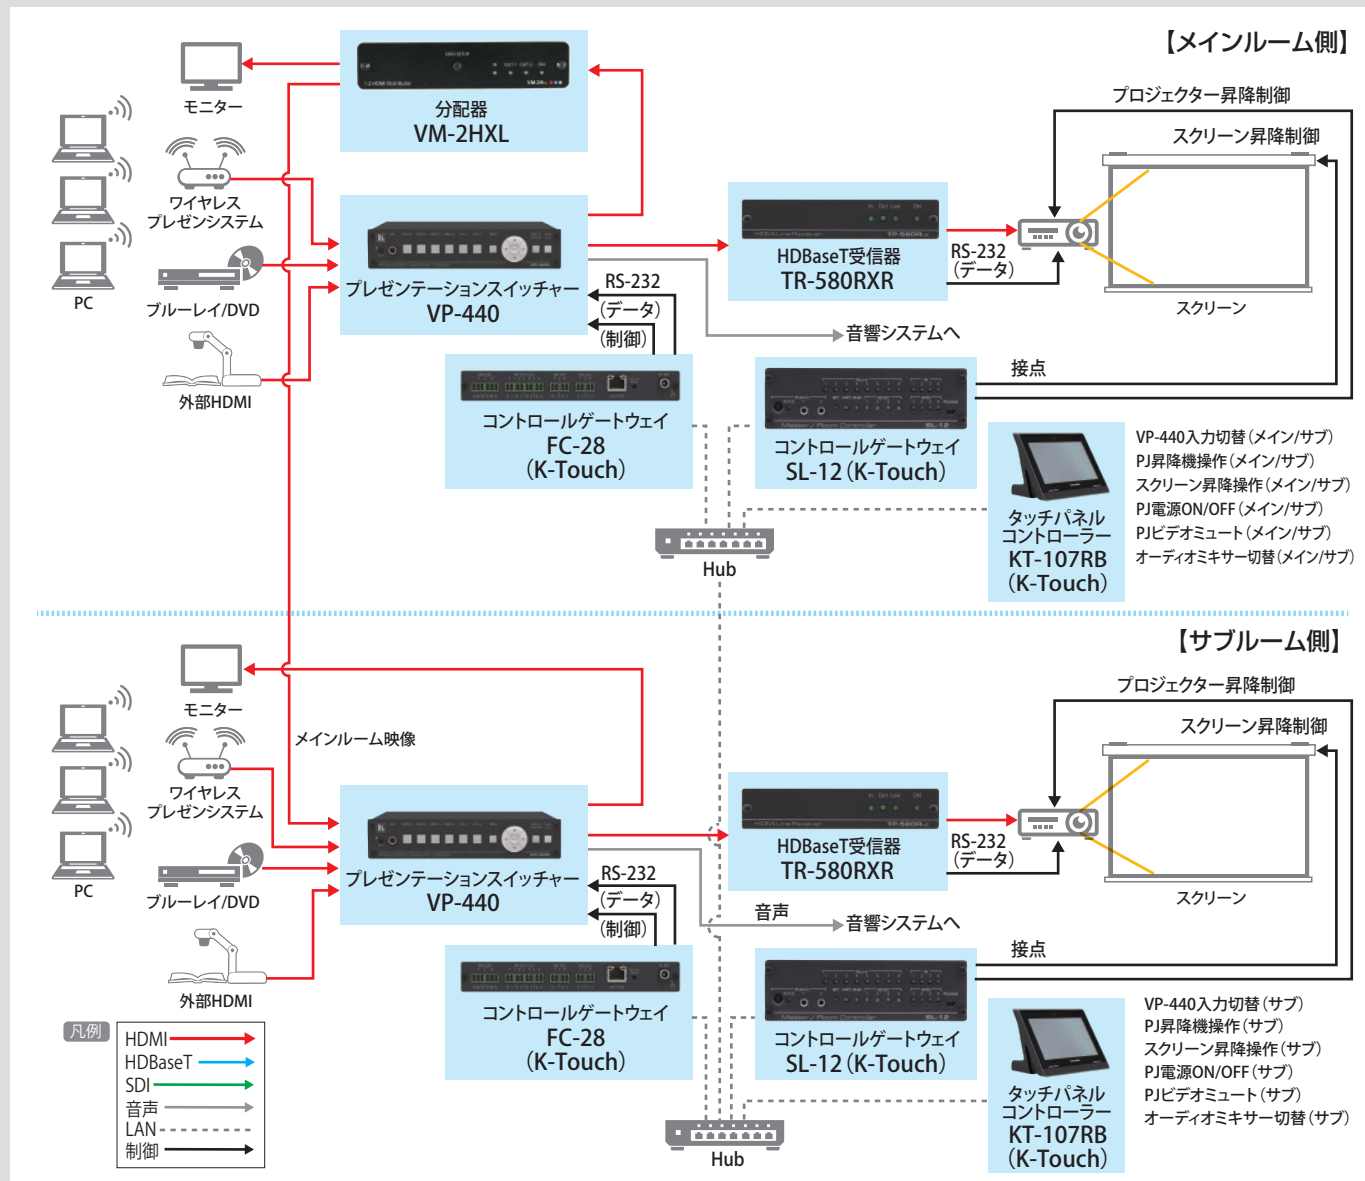 【メインルーム側】
モニター
分配器
VM-2HXL
プロジェクター昇降制御
スクリーン昇降制御
ワイヤレス
プレゼンシステム
PC
ブルーレイ/DVD
外部HDMI
プレゼンテーションスイッチャー
VP-440
HDBaseT受信器
TR-580RXR
RS-232
（データ）
スクリーン
RS-232
（データ）
（制御）
音響システムへ
接点
コントロールゲートウェイ
FC-28
（K-Touch）
コントロールゲートウェイ
SL-12（K-Touch）
タッチパネル
コントローラー
KT-107RB
（K-Touch）
VP-440入力切替（メイン/サブ）
PJ昇降機操作（メイン/サブ）
スクリーン昇降操作（メイン/サブ）
PJ電源ON/OFF（メイン/サブ）
PJビデオミュート（メイン/サブ）
オーディオミキサー切替（メイン/サブ）
Hub
【サブルーム側】
モニター
メインルーム映像
プロジェクター昇降制御
スクリーン昇降制御
ワイヤレス
プレゼンシステム
PC
ブルーレイ/DVD
外部HDMI
プレゼンテーションスイッチャー
VP-440
HDBaseT受信器
TR-580RXR
RS-232
（データ）
スクリーン
RS-232
（データ）
（制御）
音声
音響システムへ
接点
コントロールゲートウェイ
FC-28
（K-Touch）
コントロールゲートウェイ
SL-12（K-Touch）
タッチパネル
コントローラー
KT-107RB
（K-Touch）
VP-440入力切替（サブ）
PJ昇降機操作（サブ）
スクリーン昇降操作（サブ）
PJ電源ON/OFF（サブ）
PJビデオミュート（サブ）
オーディオミキサー切替（サブ）
Hub
凡例
HDMI
HDBaseT
SDI
音声
LAN
制御